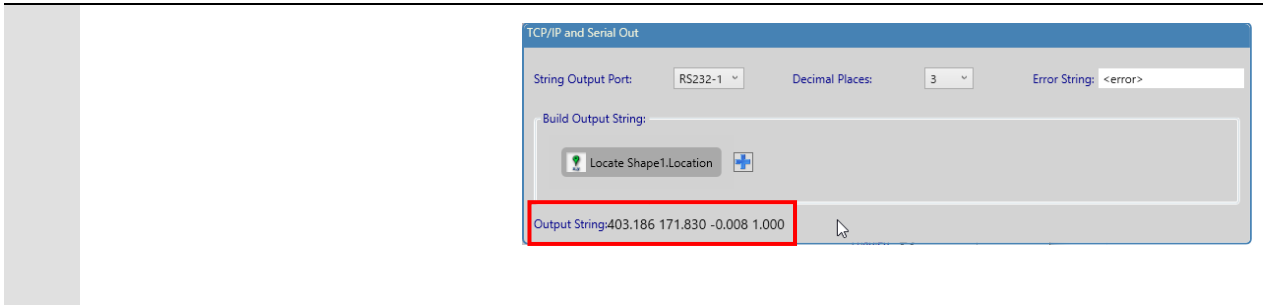 TCP/IP and Serial Out
String Output Port: RS232-1 Decimal Places: 3 Error String: <error>
Build Output String:
Locate Shape1.Location
Output String:403.186 171.830 -0.008 1.000